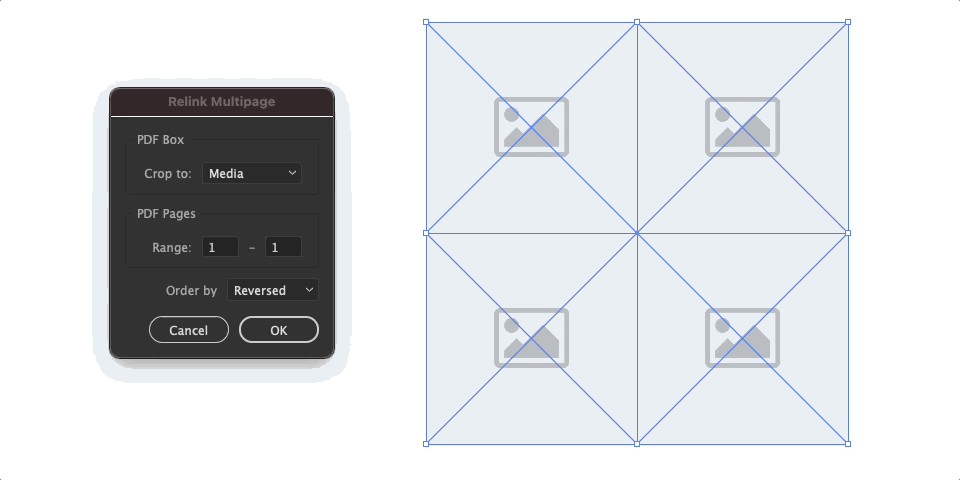 Relink Multipage
PDF Box
Crop to: Media
PDF Pages
Range: 1 - 1
Order by Reversed
Cancel OK